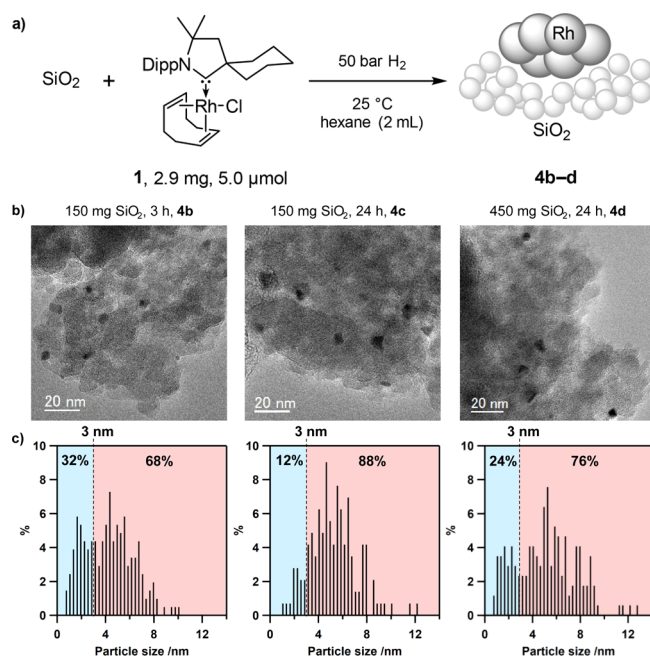 a)
SiO₂ + DippN Rh-Cl 50 bar H₂ Rh
25 °C
hexane (2 mL)
SiO₂
1, 2.9 mg, 5.0 µmol 4b–d
b) 150 mg SiO₂, 3 h, 4b 150 mg SiO₂, 24 h, 4c 450 mg SiO₂, 24 h, 4d
20 nm 20 nm 20 nm
c) 3 nm 3 nm 3 nm
10 32% 68% 10 12% 88% 10 24% 76%
8 8 8
6 6 6
% % %
4 4 4
2 2 2
0 0 0
0 4 8 12 0 4 8 12 0 4 8 12
Particle size /nm Particle size /nm Particle size /nm